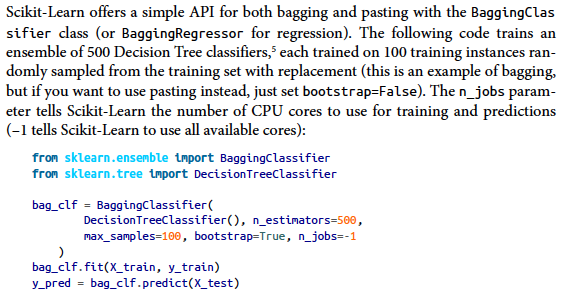 Scikit-Learn offers a simple API for both bagging and pasting with the BaggingClas
sifier class (or BaggingRegressor for regression). The following code trains an
ensemble of 500 Decision Tree classifiers,⁵ each trained on 100 training instances ran-
domly sampled from the training set with replacement (this is an example of bagging,
but if you want to use pasting instead, just set bootstrap=False). The n_jobs param-
eter tells Scikit-Learn the number of CPU cores to use for training and predictions
(–1 tells Scikit-Learn to use all available cores):
from sklearn.ensemble import BaggingClassifier
from sklearn.tree import DecisionTreeClassifier
bag_clf = BaggingClassifier(
DecisionTreeClassifier(), n_estimators=500,
max_samples=100, bootstrap=True, n_jobs=-1
)
bag_clf.fit(X_train, y_train)
y_pred = bag_clf.predict(X_test)